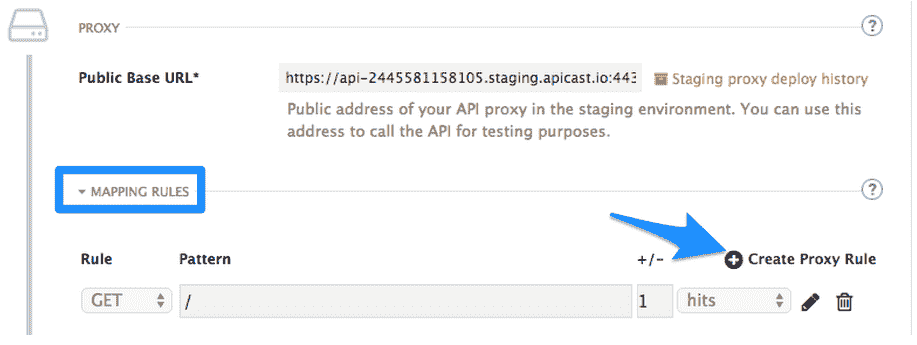 PROXY ?
Public Base URL* https://api-2445581158105.staging.apicast.io:443 Staging proxy deploy history
Public address of your API proxy in the staging environment. You can use this
address to call the API for testing purposes.
MAPPING RULES ?
Rule Pattern +/- Create Proxy Rule
GET / 1 hits